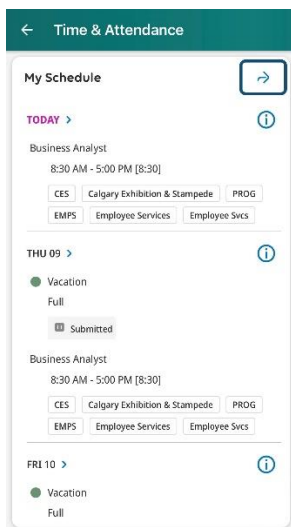 Time & Attendance
My Schedule
TODAY >
Business Analyst
8:30 AM - 5:00 PM [8:30]
CES Calgary Exhibition & Stampede PROG
EMPS Employee Services Employee Svcs
THU 09 >
Vacation
Full
Submitted
Business Analyst
8:30 AM - 5:00 PM [8:30]
CES Calgary Exhibition & Stampede PROG
EMPS Employee Services Employee Svcs
FRI 10 >
Vacation
Full